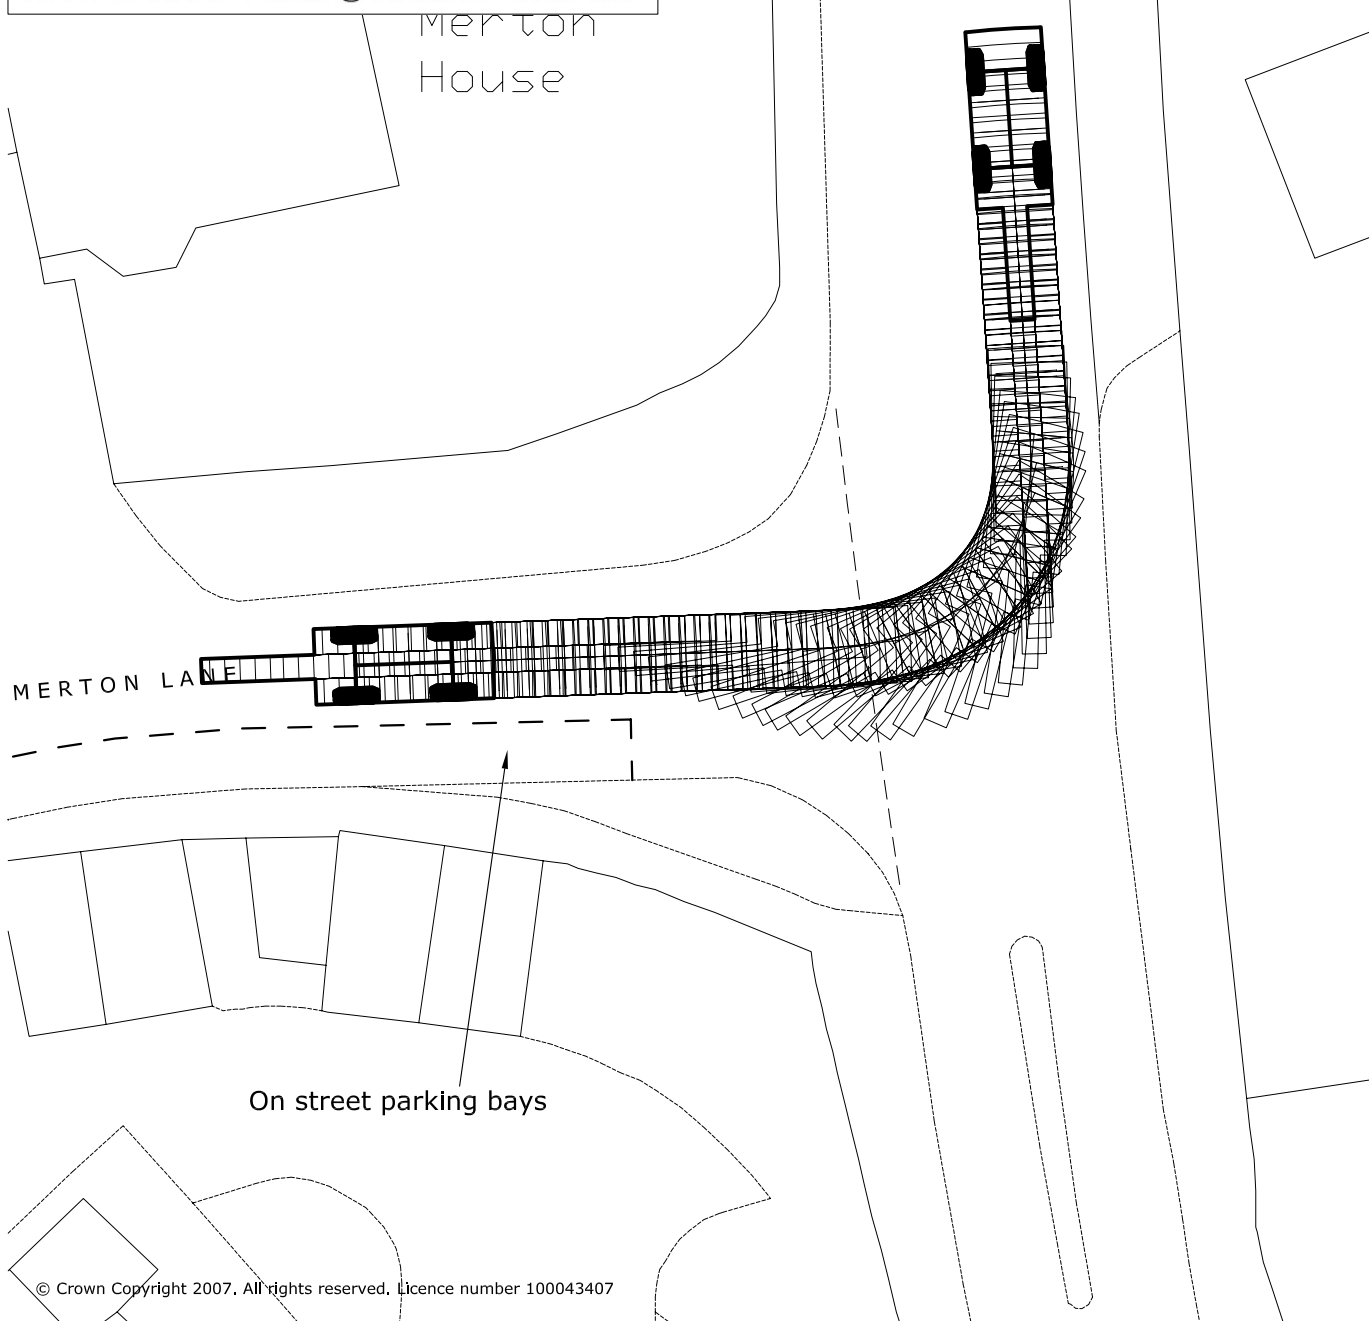 Merton
House
MERTON LANE
On street parking bays
© Crown Copyright 2007. All rights reserved. Licence number 100043407